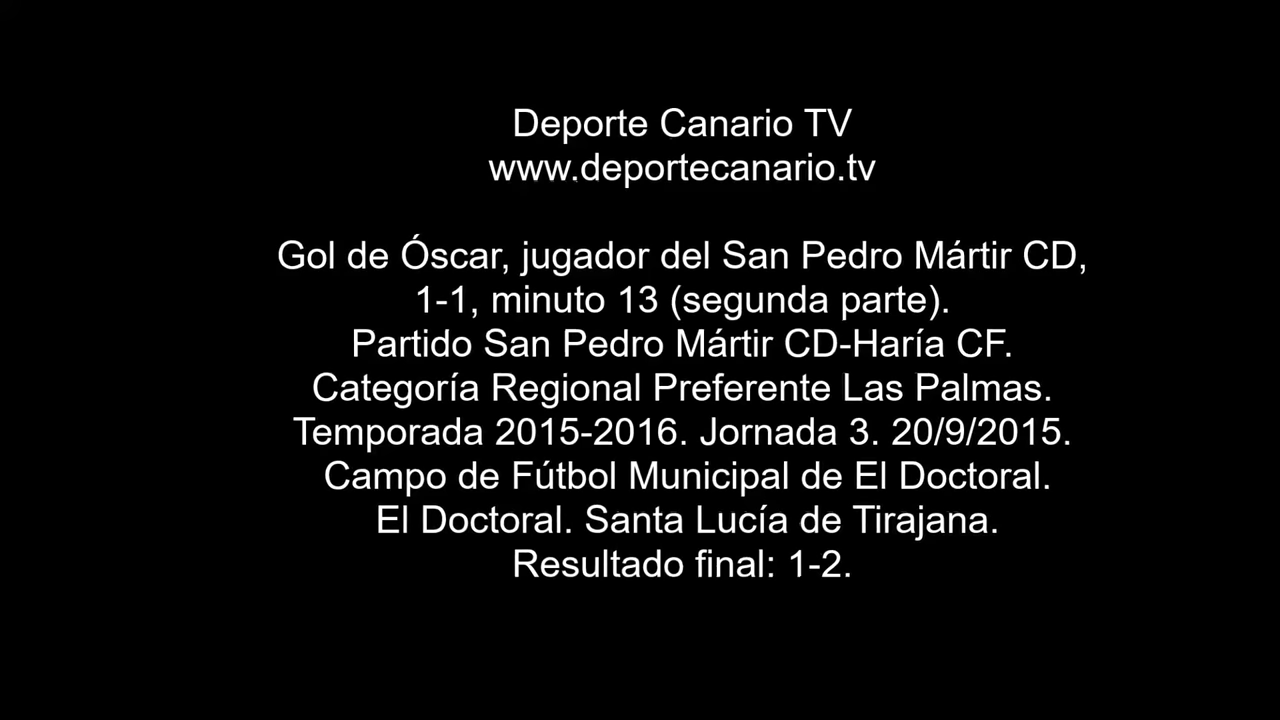 Deporte Canario TV
www.deportecanario.tv
Gol de Óscar, jugador del San Pedro Mártir CD,
1-1, minuto 13 (segunda parte).
Partido San Pedro Mártir CD-Haría CF.
Categoría Regional Preferente Las Palmas.
Temporada 2015-2016. Jornada 3. 20/9/2015.
Campo de Fútbol Municipal de El Doctoral.
El Doctoral. Santa Lucía de Tirajana.
Resultado final: 1-2.